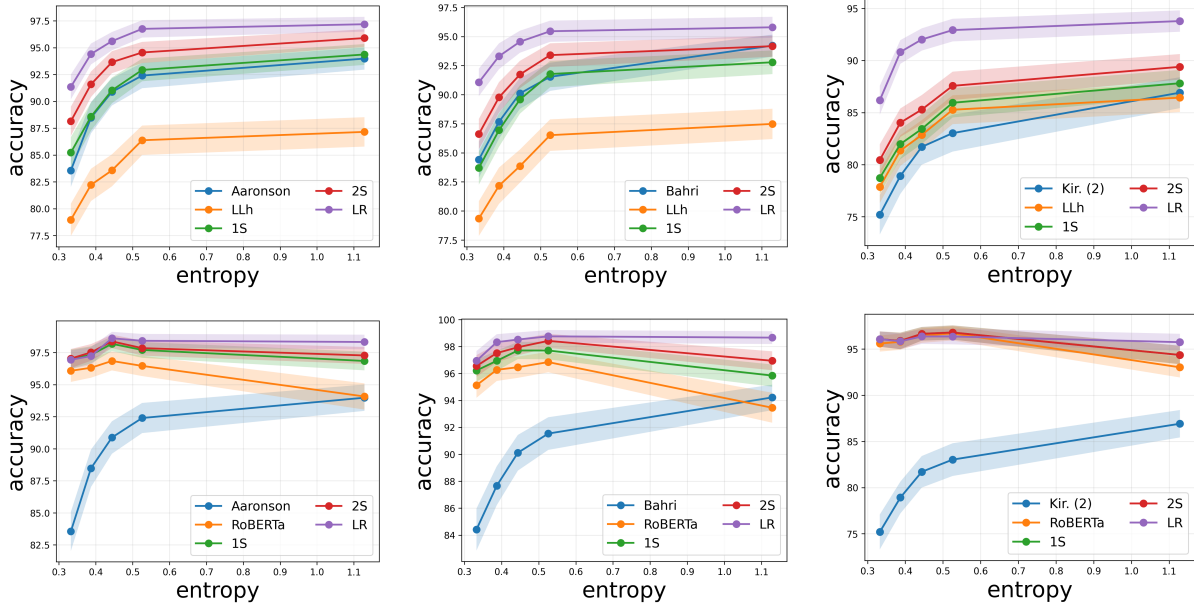 97.5
95.0
92.5
90.0
87.5
85.0
82.5
80.0
77.5
accuracy
0.3 0.4 0.5 0.6 0.7 0.8 0.9 1.0 1.1
entropy
Aaronson
LLh
1S
2S
LR
97.5
95.0
92.5
90.0
87.5
85.0
82.5
80.0
77.5
accuracy
0.3 0.4 0.5 0.6 0.7 0.8 0.9 1.0 1.1
entropy
Bahri
LLh
1S
2S
LR
95
90
85
80
75
accuracy
0.3 0.4 0.5 0.6 0.7 0.8 0.9 1.0 1.1
entropy
Kir. (2)
LLh
1S
2S
LR
97.5
95.0
92.5
90.0
87.5
85.0
82.5
accuracy
0.3 0.4 0.5 0.6 0.7 0.8 0.9 1.0 1.1
entropy
Aaronson
RoBERTa
1S
2S
LR
100
98
96
94
92
90
88
86
84
accuracy
0.3 0.4 0.5 0.6 0.7 0.8 0.9 1.0 1.1
entropy
Bahri
RoBERTa
1S
2S
LR
95
90
85
80
75
accuracy
0.3 0.4 0.5 0.6 0.7 0.8 0.9 1.0 1.1
entropy
Kir. (2)
RoBERTa
1S
2S
LR